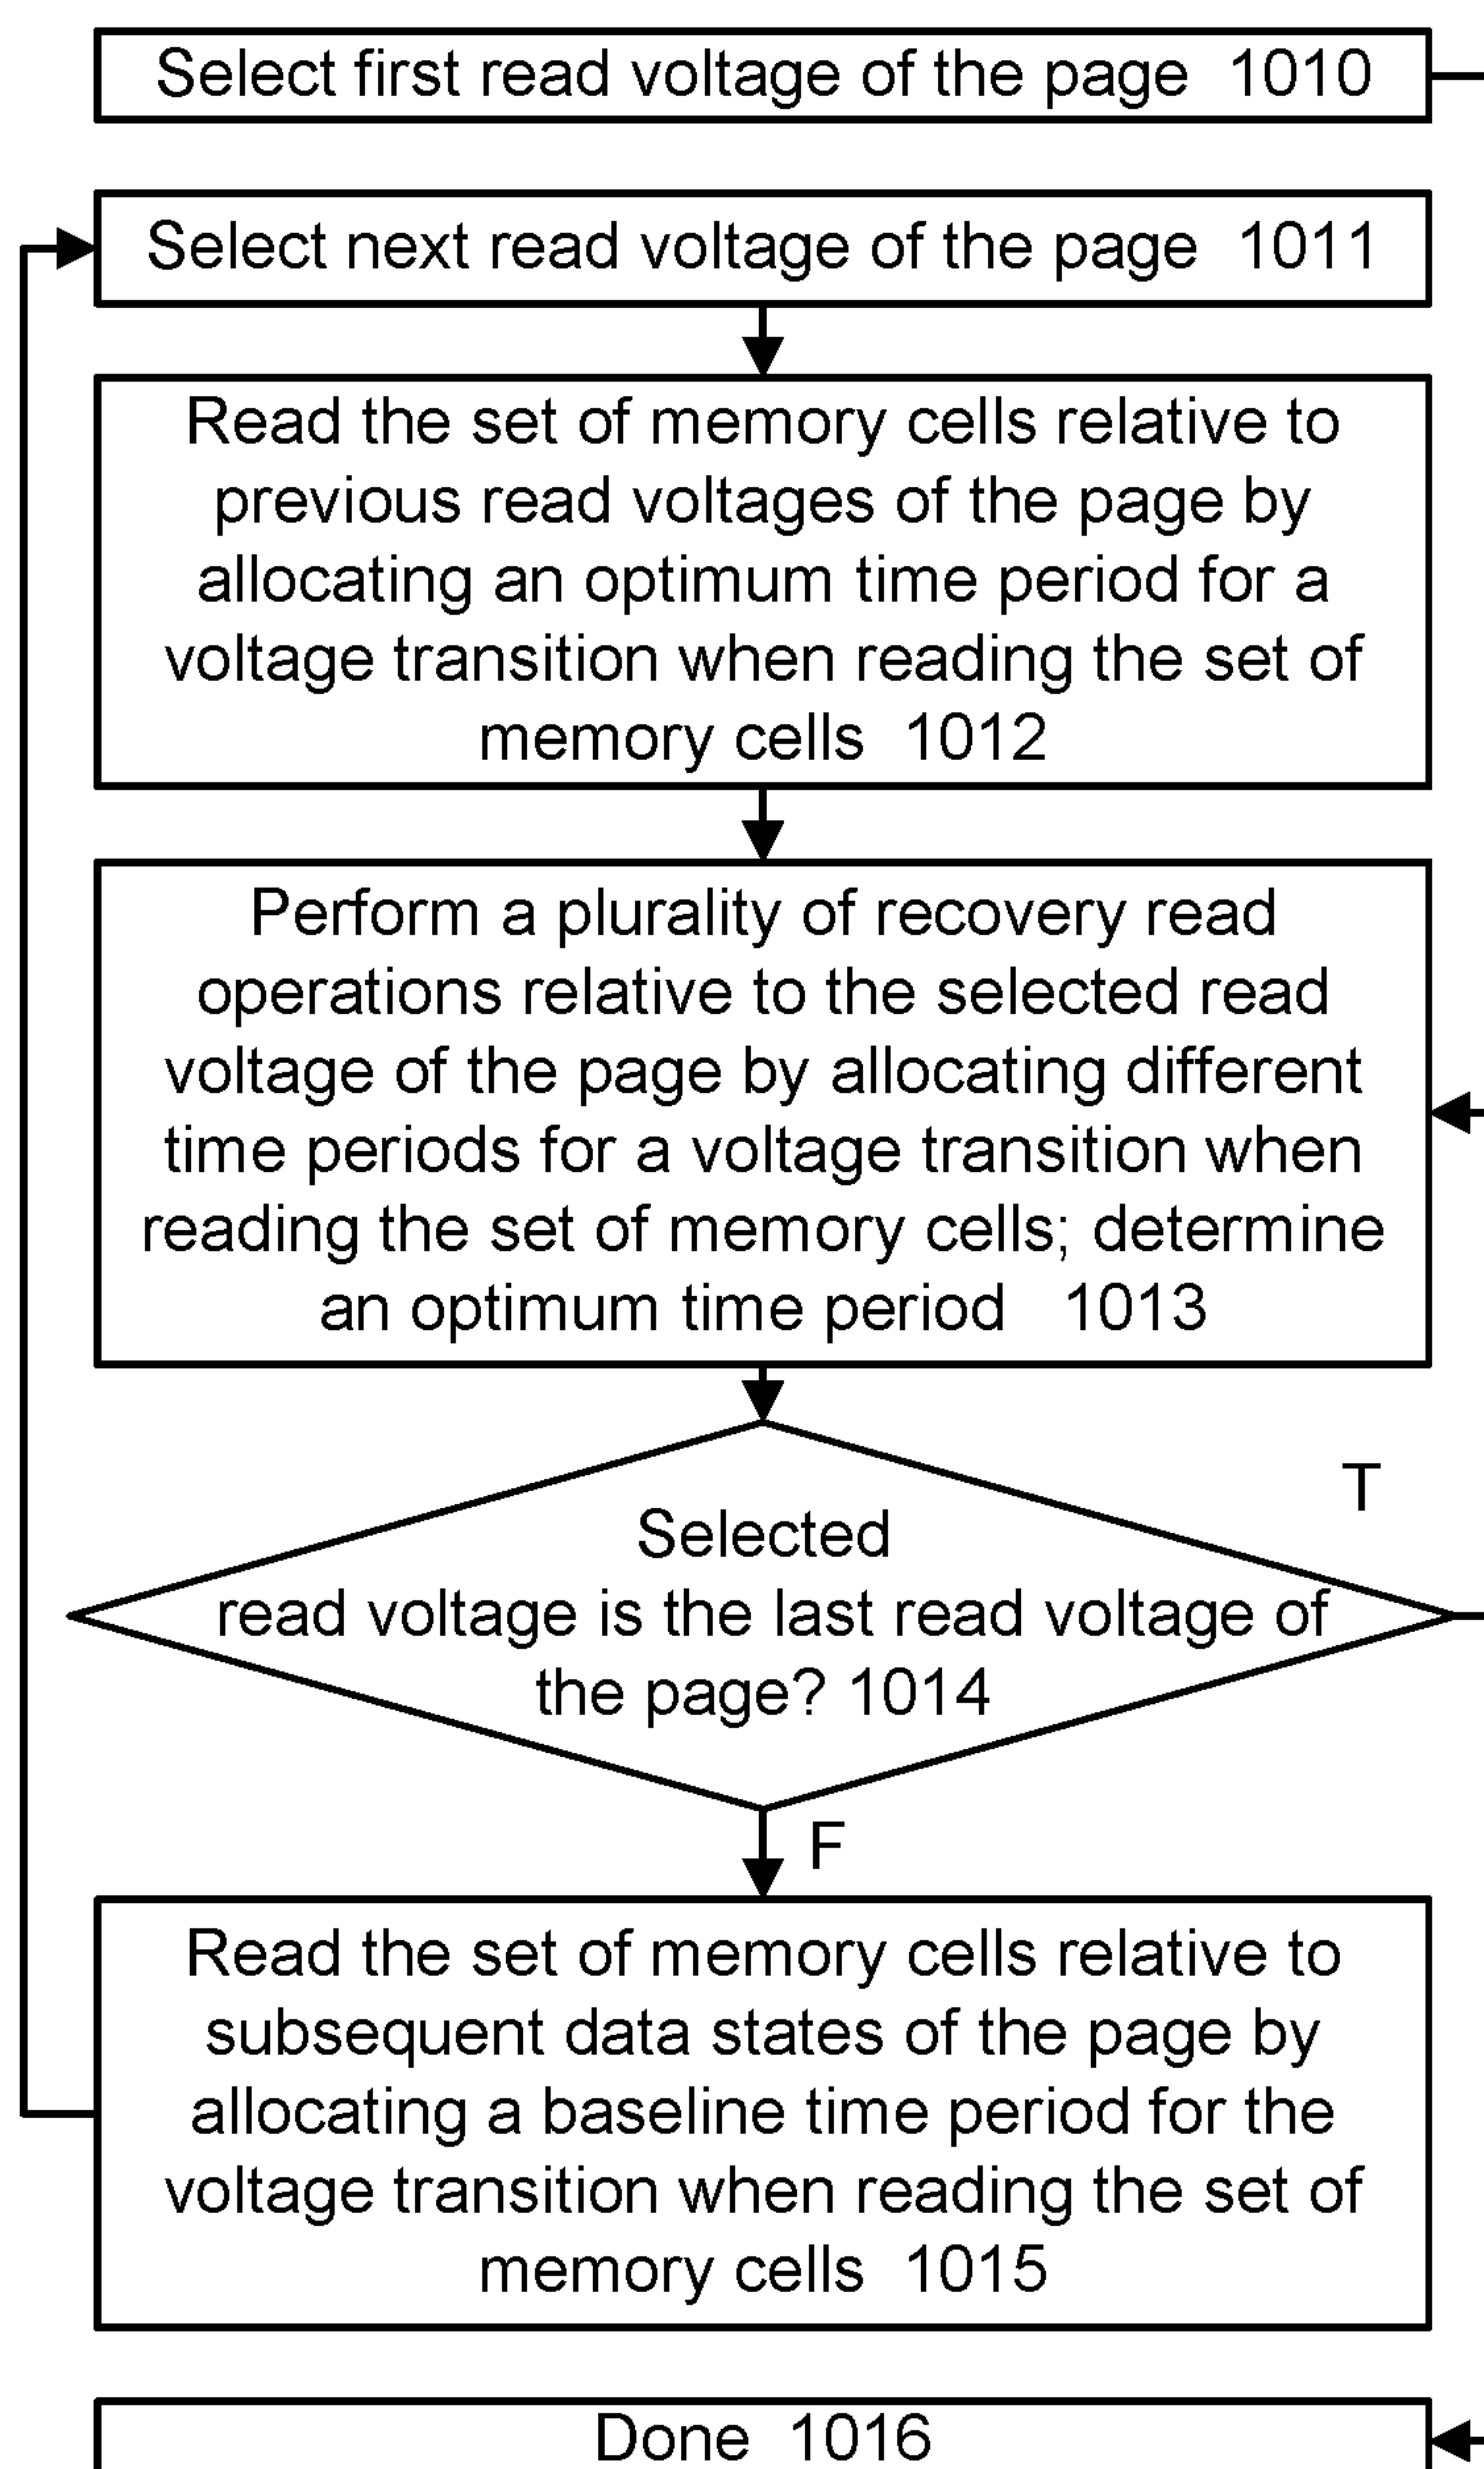 Select first read voltage of the page 1010
Select next read voltage of the page 1011
Read the set of memory cells relative to
previous read voltages of the page by
allocating an optimum time period for a
voltage transition when reading the set of
memory cells 1012
Perform a plurality of recovery read
operations relative to the selected read
voltage of the page by allocating different
time periods for a voltage transition when
reading the set of memory cells; determine
an optimum time period 1013
T
Selected
read voltage is the last read voltage of
the page? 1014
F
Read the set of memory cells relative to
subsequent data states of the page by
allocating a baseline time period for the
voltage transition when reading the set of
memory cells 1015
Done 1016